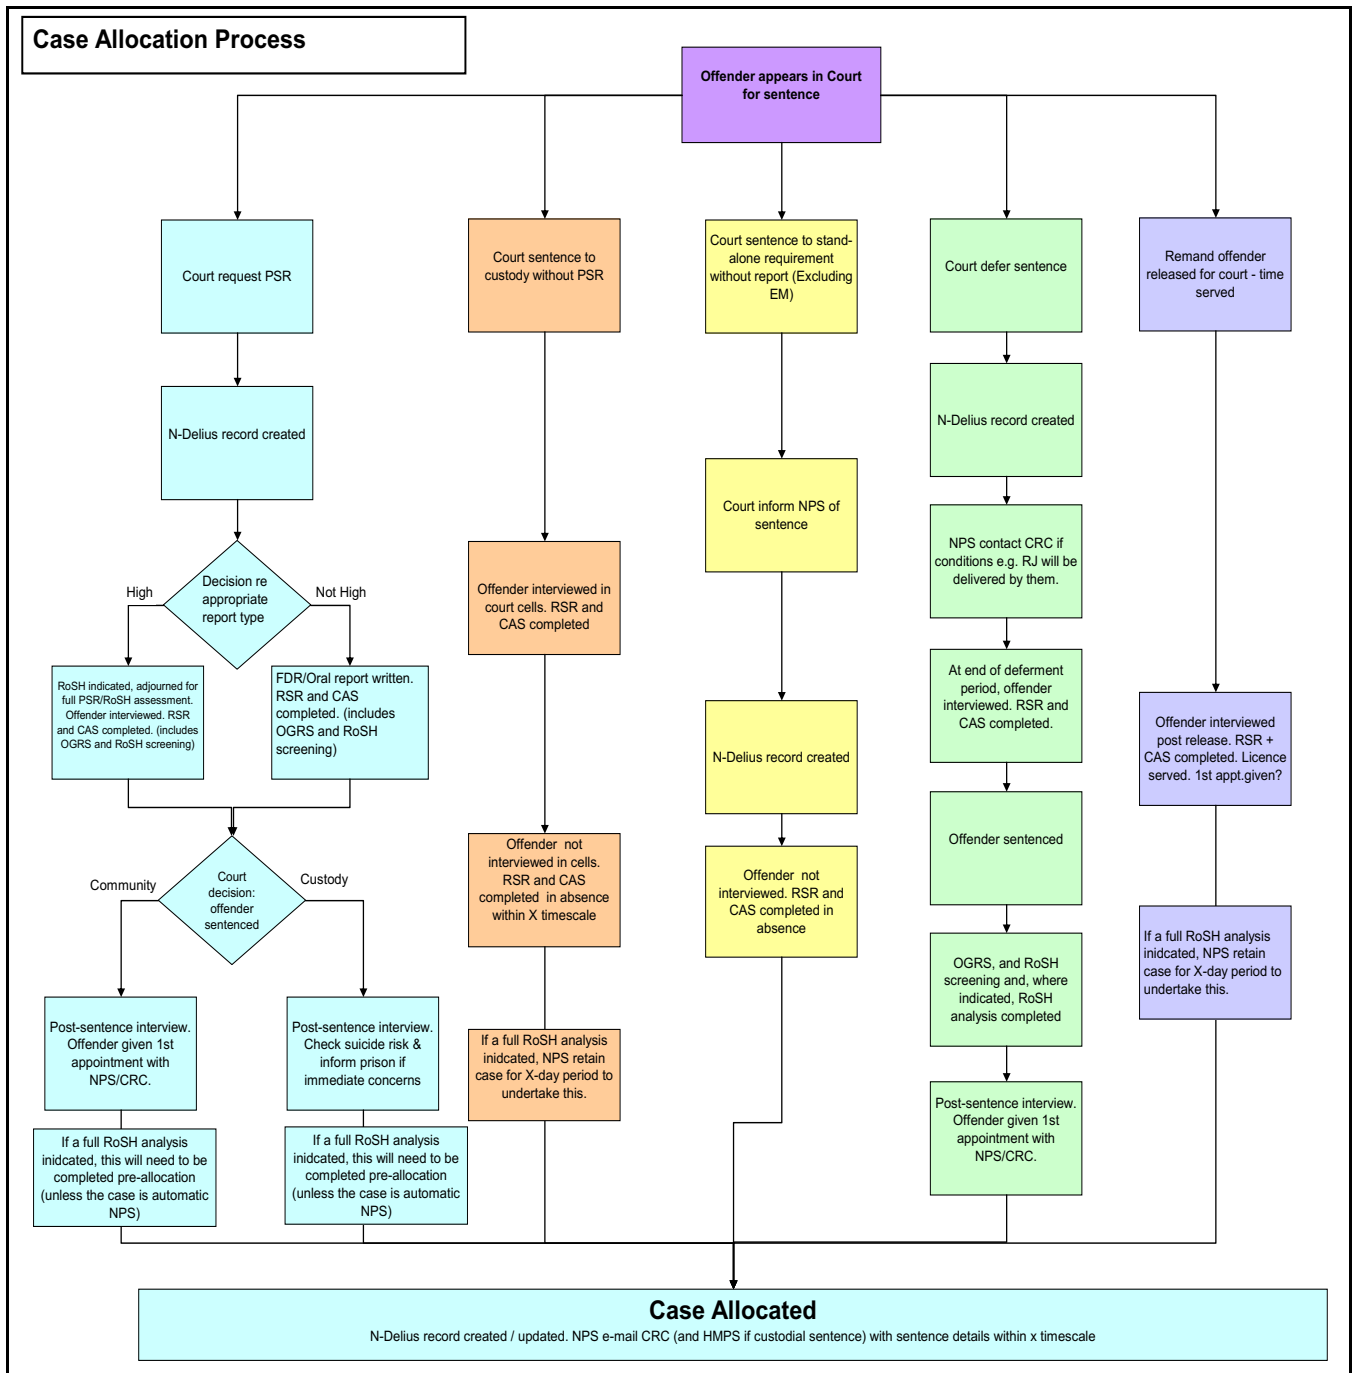 Case Allocation Process
Offender appears in Court
for sentence
Court request PSR
N-Delius record created
Decision re
appropriate
report type
High
Not High
RoSH indicated, adjourned for
full PSR/RoSH assessment.
Offender interviewed. RSR
and CAS completed. (includes
OGRS and RoSH screening)
FDR/Oral report written.
RSR and CAS
completed. (includes
OGRS and RoSH
screening)
Court
decision:
offender
sentenced
Community
Custody
Post-sentence interview.
Offender given 1st
appointment with
NPS/CRC.
Post-sentence interview.
Check suicide risk &
inform prison if
immediate concerns
If a full RoSH analysis
inidcated, this will need to be
completed pre-allocation
(unless the case is automatic
NPS)
If a full RoSH analysis
inidcated, this will need to be
completed pre-allocation
(unless the case is automatic
NPS)
Court sentence to
custody without PSR
Offender interviewed in
court cells. RSR and
CAS completed
Offender not
interviewed in cells.
RSR and CAS
completed in absence
within X timescale
If a full RoSH analysis
inidcated, NPS retain
case for X-day period to
undertake this.
Court sentence to stand-
alone requirement
without report (Excluding
EM)
Court inform NPS of
sentence
N-Delius record created
Offender not
interviewed. RSR and
CAS completed in
absence
Court defer sentence
N-Delius record created
NPS contact CRC if
conditions e.g. RJ will be
delivered by them.
At end of deferment
period, offender
interviewed. RSR and
CAS completed.
Offender sentenced
OGRS, and RoSH
screening and, where
indicated, RoSH
analysis completed
Post-sentence interview.
Offender given 1st
appointment with
NPS/CRC.
Remand offender
released for court - time
served
Offender interviewed
post release. RSR +
CAS completed. Licence
served. 1st appt.given?
If a full RoSH analysis
inidcated, NPS retain
case for X-day period to
undertake this.
Case Allocated
N-Delius record created / updated. NPS e-mail CRC (and HMPS if custodial sentence) with sentence details within x timescale